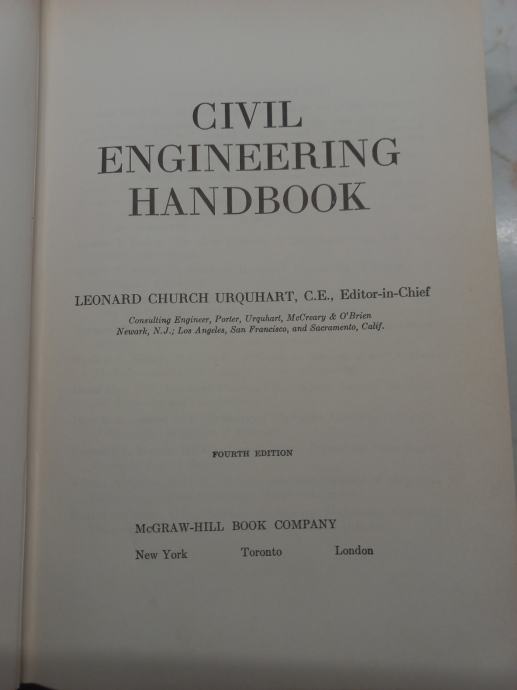 CIVIL
ENGINEERING
HANDBOOK
LEONARD CHURCH URQUHART, C.E., Editor-in-Chief
Consulting Engineer, Porter, Urquhart, McCreary & O'Brien
Newark, N.J.; Los Angeles, San Francisco, and Sacramento, Calif.
FOURTH EDITION
McGRAW-HILL BOOK COMPANY
New York Toronto London